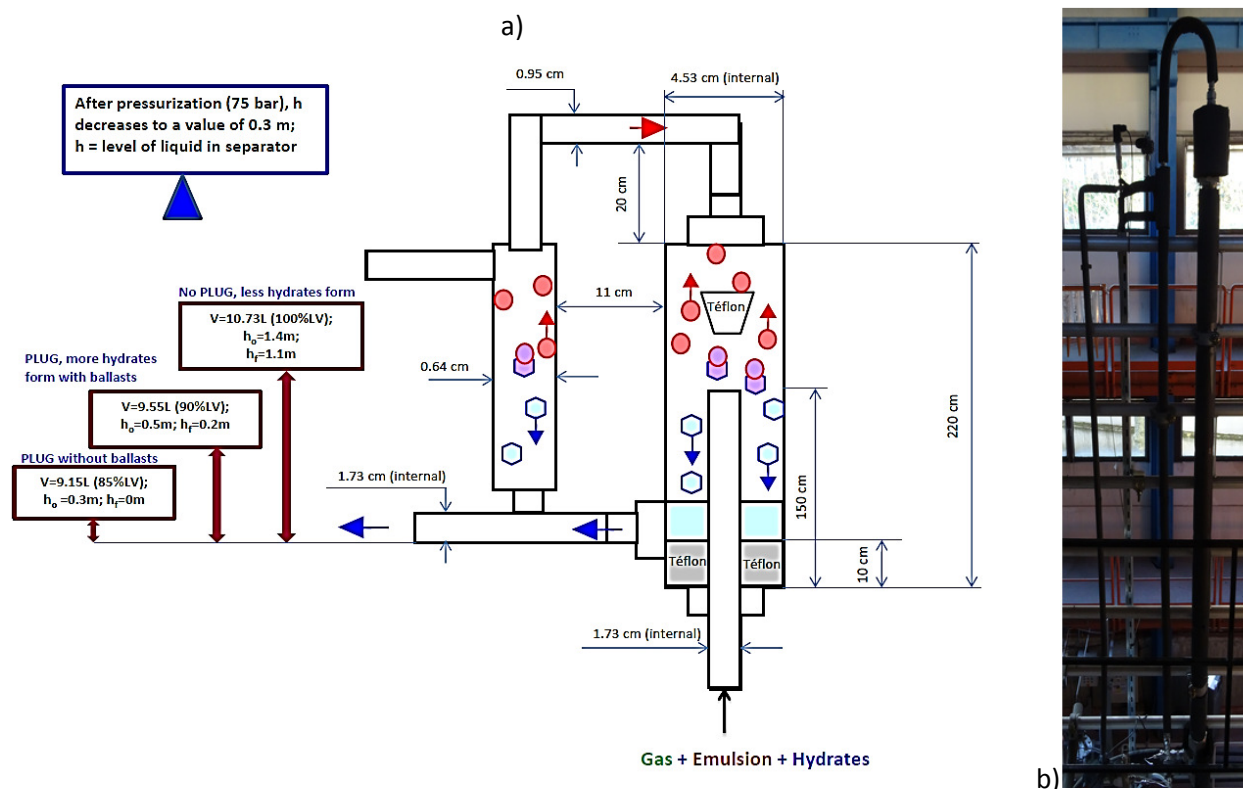 a)
0.95 cm
4.53 cm (internal)
After pressurization (75 bar), h
decreases to a value of 0.3 m;
h = level of liquid in separator
20 cm
No PLUG, less hydrates form
V=10.73L (100%LV);
ho=1.4m;
hf=1.1m
11 cm
Téflon
PLUG, more hydrates
form with ballasts
V=9.55L (90%LV);
ho=0.5m; hf=0.2m
0.64 cm
220 cm
PLUG without ballasts
V=9.15L (85%LV);
ho =0.3m; hf=0m
1.73 cm (internal)
150 cm
Téflon
Téflon
10 cm
1.73 cm (internal)
Gas + Emulsion + Hydrates
b)